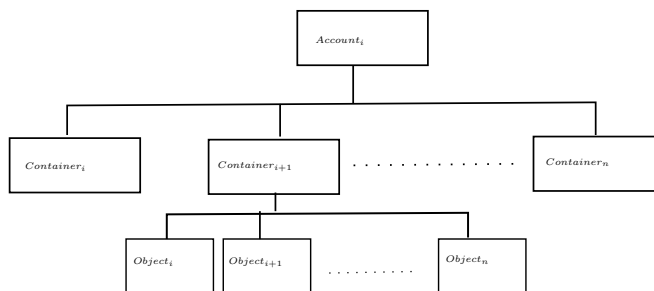 Account_i
Container_i
Container_{i+1}
Container_n
Object_i
Object_{i+1}
Object_n